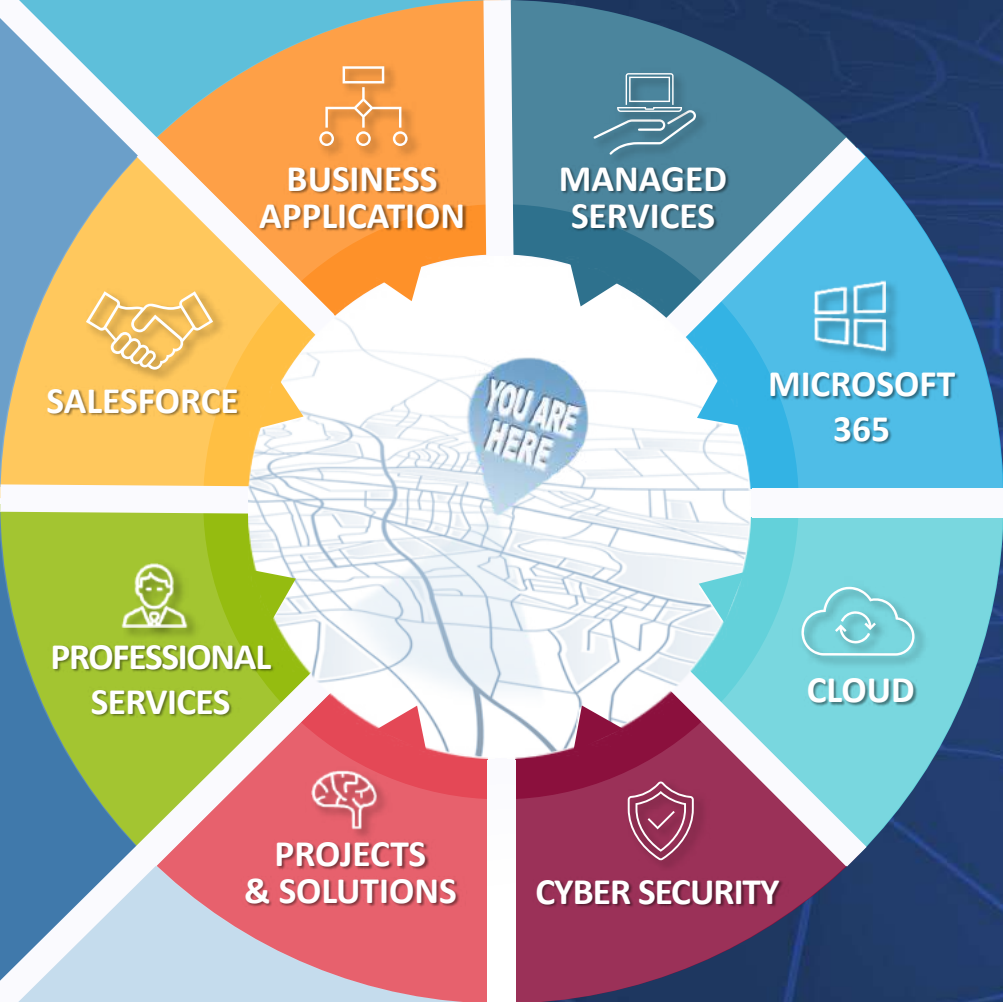 BUSINESS
APPLICATION
MANAGED
SERVICES
MICROSOFT
365
SALESFORCE
YOU ARE
HERE
PROFESSIONAL
SERVICES
CLOUD
PROJECTS
& SOLUTIONS
CYBER SECURITY